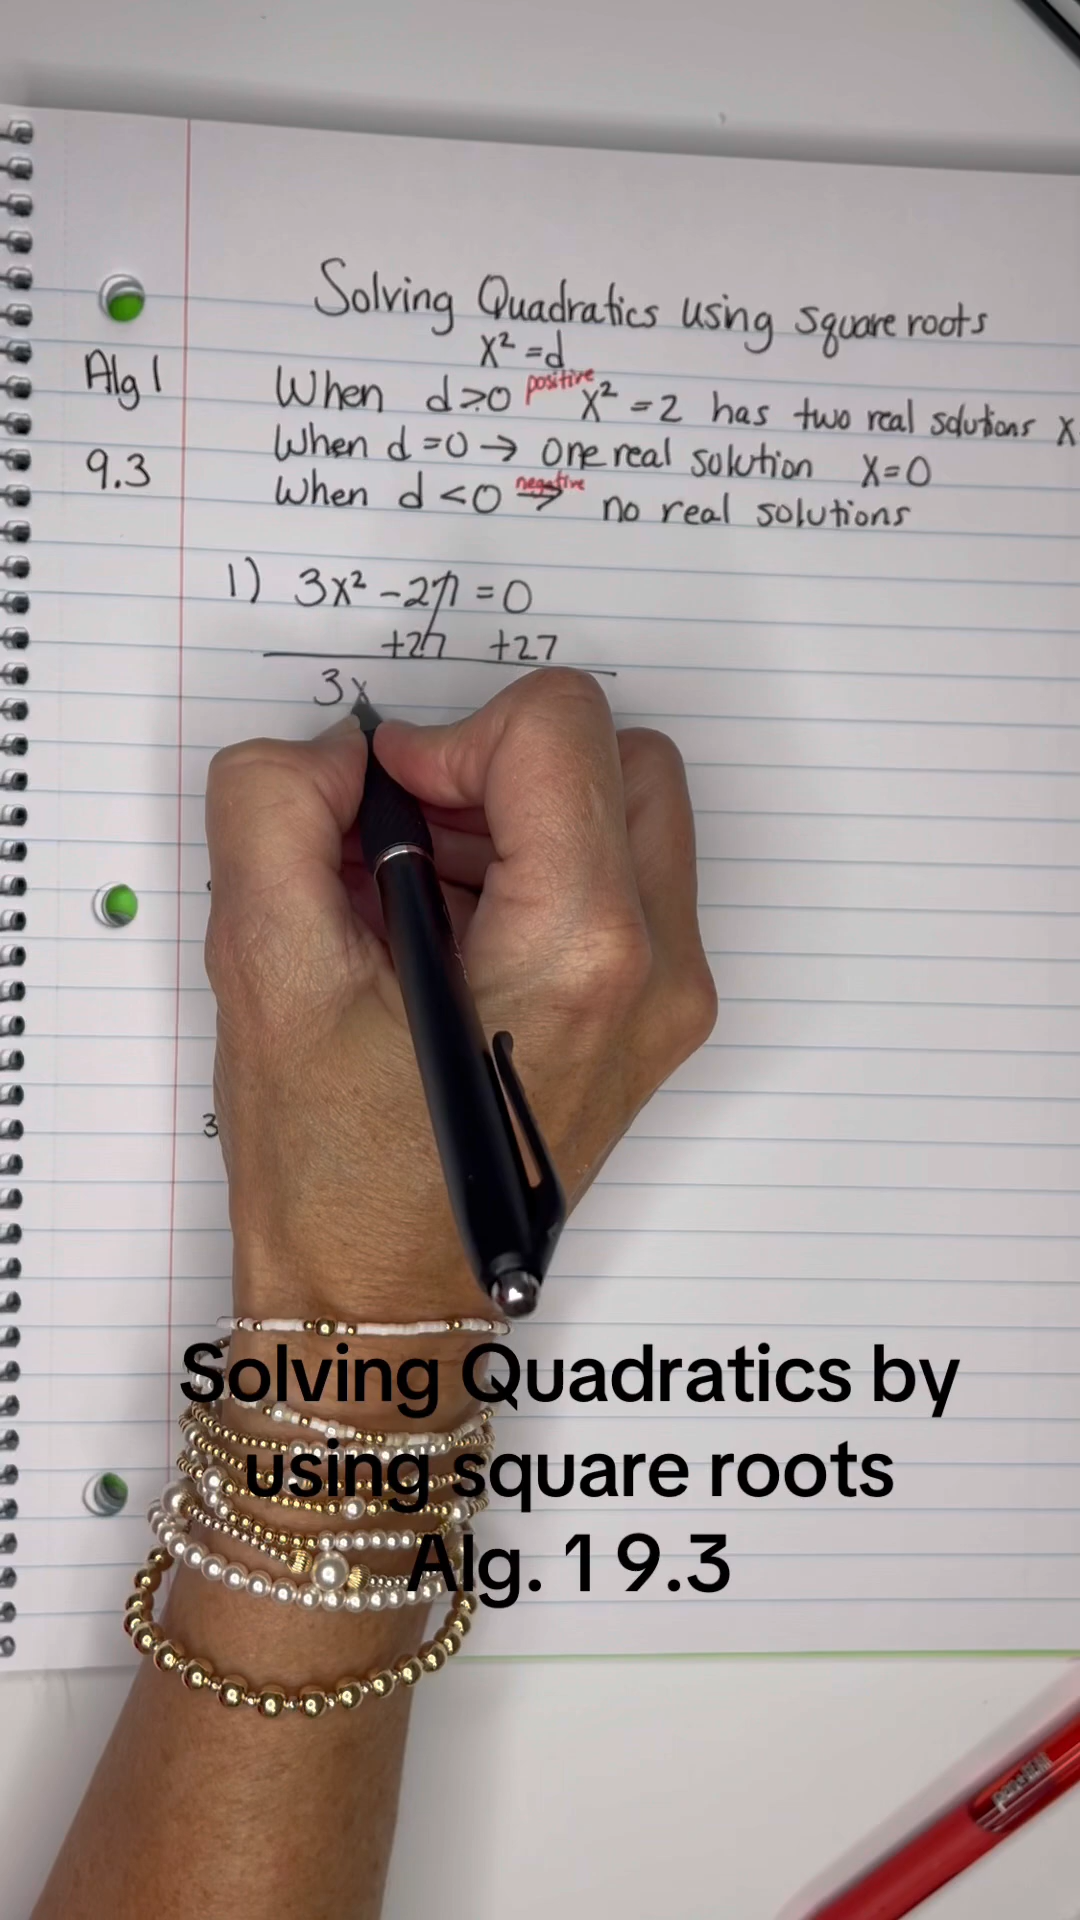 Solving Quadratics using square roots
x² = d
Alg 1
When d > 0 positive x² = 2 has two real solutions x
When d = 0 → one real solution x = 0
9.3
When d < 0 negative → no real solutions
1) 3x² - 27 = 0
+27 +27
3x
3
Solving Quadratics by
using square roots
Alg. 1 9.3